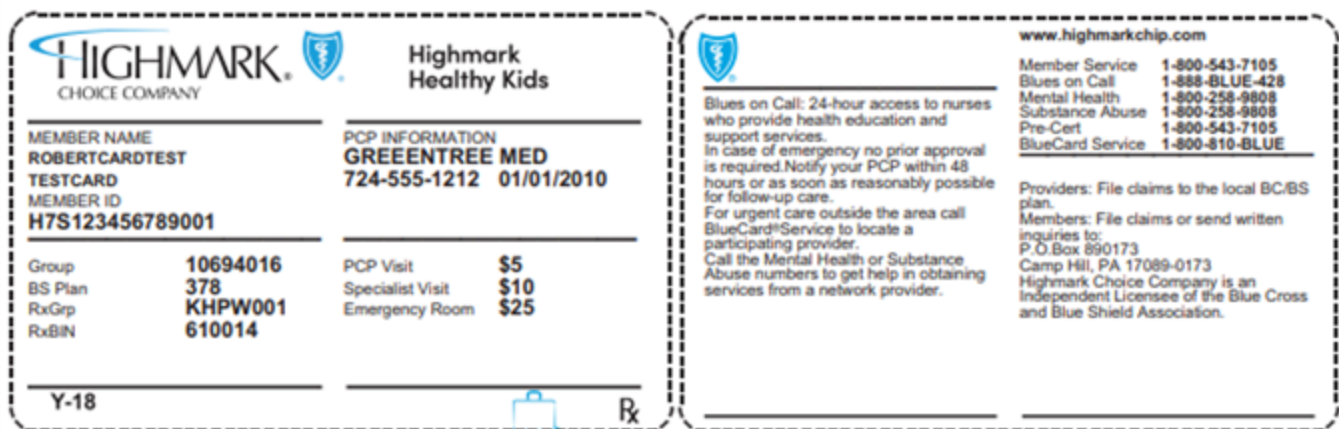 HIGHMARK®
CHOICE COMPANY
Highmark
Healthy Kids
MEMBER NAME
ROBERTCARDTEST
TESTCARD
MEMBER ID
H7S123456789001
PCP INFORMATION
GREEENTREE MED
724-555-1212 01/01/2010
Group 10694016
BS Plan 378
RxGrp KHPW001
RxBIN 610014
PCP Visit $5
Specialist Visit $10
Emergency Room $25
Y-18
Rx
Blues on Call: 24-hour access to nurses
who provide health education and
support services.
In case of emergency no prior approval
is required.Notify your PCP within 48
hours or as soon as reasonably possible
for follow-up care.
For urgent care outside the area call
BlueCard®Service to locate a
participating provider.
Call the Mental Health or Substance
Abuse numbers to get help in obtaining
services from a network provider.
www.highmarkchip.com
Member Service 1-800-543-7105
Blues on Call 1-888-BLUE-428
Mental Health 1-800-258-9808
Substance Abuse 1-800-258-9808
Pre-Cert 1-800-543-7105
BlueCard Service 1-800-810-BLUE
Providers: File claims to the local BC/BS
plan.
Members: File claims or send written
inquiries to:
P.O.Box 890173
Camp Hill, PA 17089-0173
Highmark Choice Company is an
Independent Licensee of the Blue Cross
and Blue Shield Association.